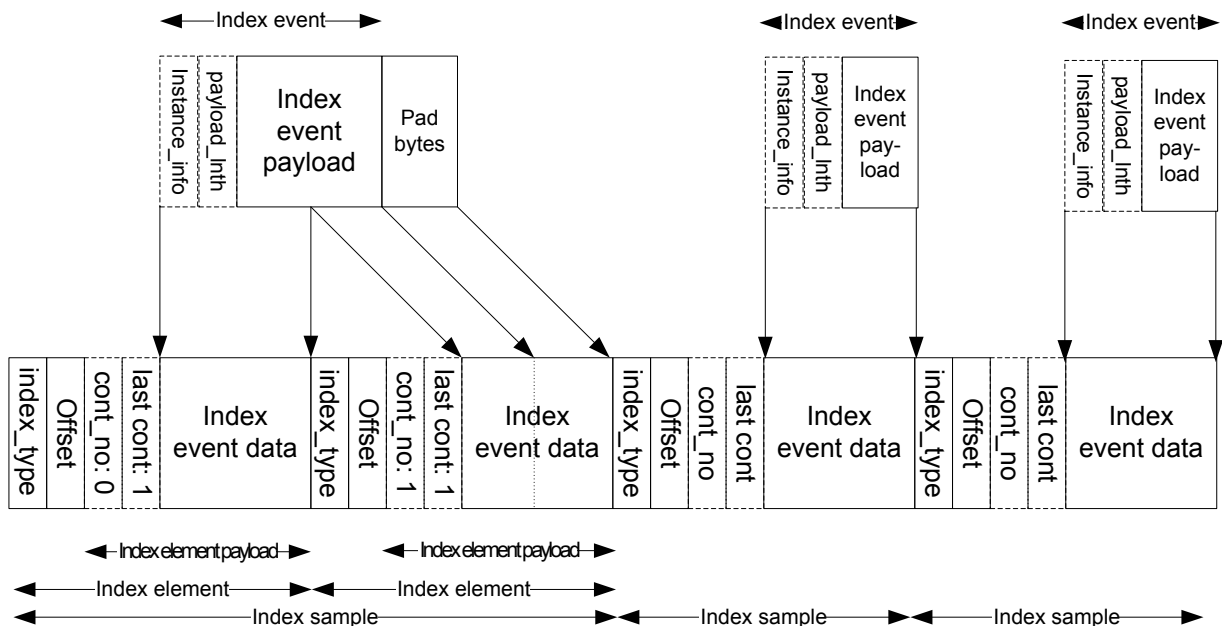 Index event
Index event
Index event
Instance_info
payload_lnth
Index
event
payload
Pad
bytes
Instance_info
payload_lnth
Index
event
pay-
load
Instance_info
payload_lnth
Index
event
pay-
load
index_type
Offset
cont_no: 0
last cont: 1
Index
event data
index_type
Offset
cont_no: 1
last cont: 1
Index
event data
index_type
Offset
cont_no
last cont
Index
event data
index_type
Offset
cont_no
last cont
Index
event data
Index element payload
Index element payload
Index element
Index element
Index sample
Index sample
Index sample